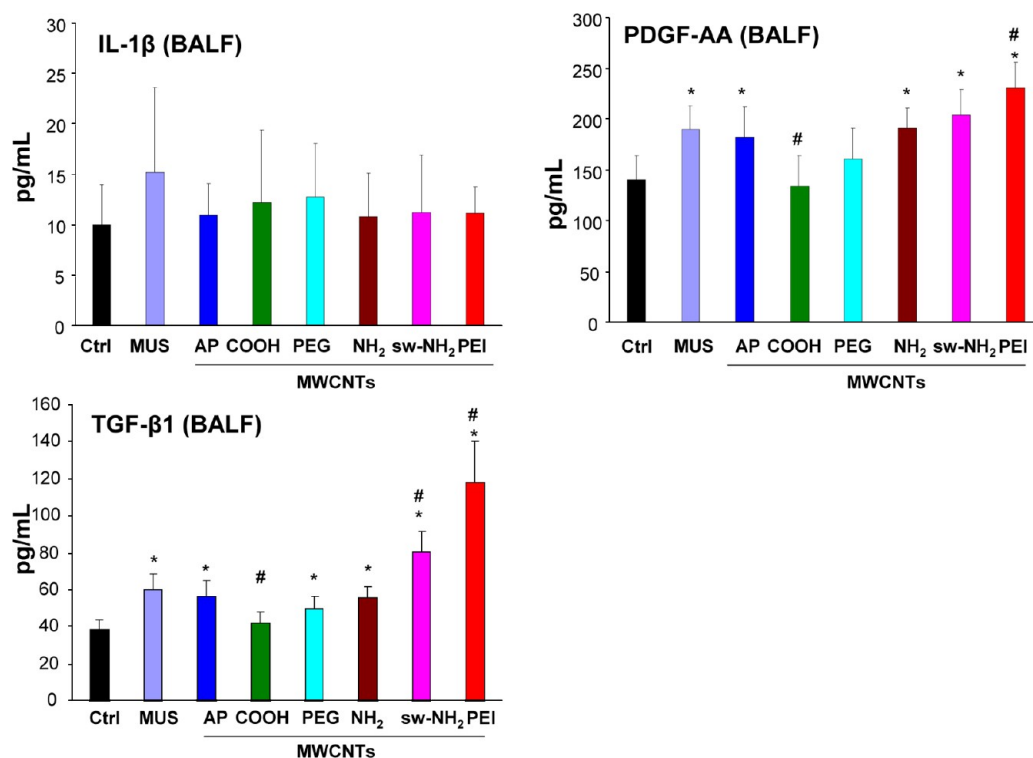 IL-1β (BALF)
30
25
20
15
10
5
0
pg/mL
Ctrl MUS AP COOH PEG NH₂ sw-NH₂ PEI
MWCNTs
PDGF-AA (BALF)
300
250
200
150
100
50
0
pg/mL
* * # * * # *
Ctrl MUS AP COOH PEG NH₂ sw-NH₂ PEI
MWCNTs
TGF-β1 (BALF)
160
140
120
100
80
60
40
20
0
pg/mL
* * # * * # * # *
Ctrl MUS AP COOH PEG NH₂ sw-NH₂ PEI
MWCNTs